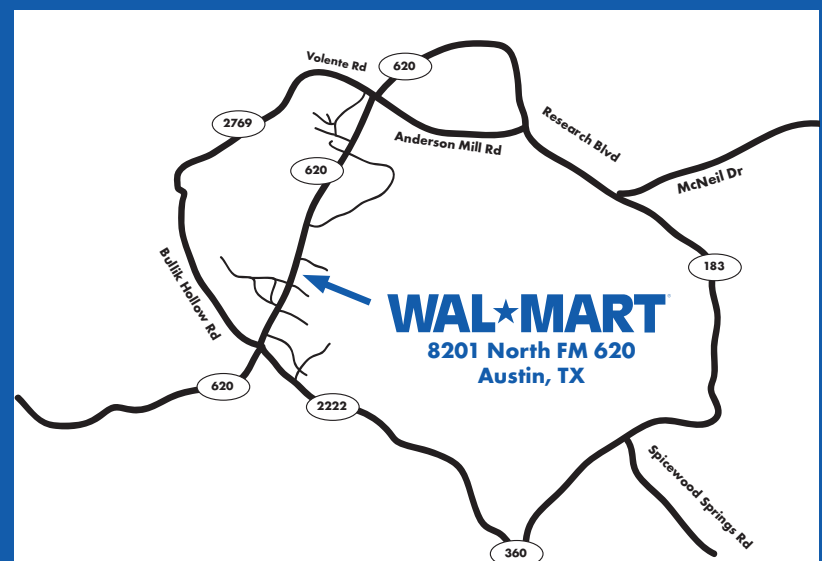 Volente Rd
620
2769
Anderson Mill Rd
Research Blvd
620
McNeil Dr
Bullik Hollow Rd
183
WAL★MART®
8201 North FM 620
Austin, TX
620
2222
Spicewood Springs Rd
360